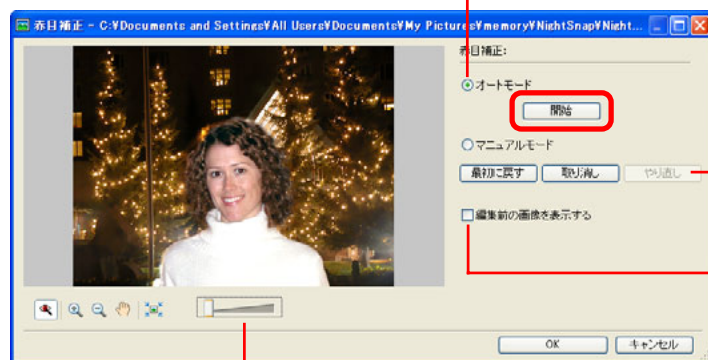 赤目補正 - C:¥Documents and Settings¥All Users¥Documents¥My Pictures¥memory¥NightSnap¥Night...
赤目補正:
オートモード
開始
マニュアルモード
最初に戻す 取り消し やり直し
編集前の画像を表示する
OK キャンセル